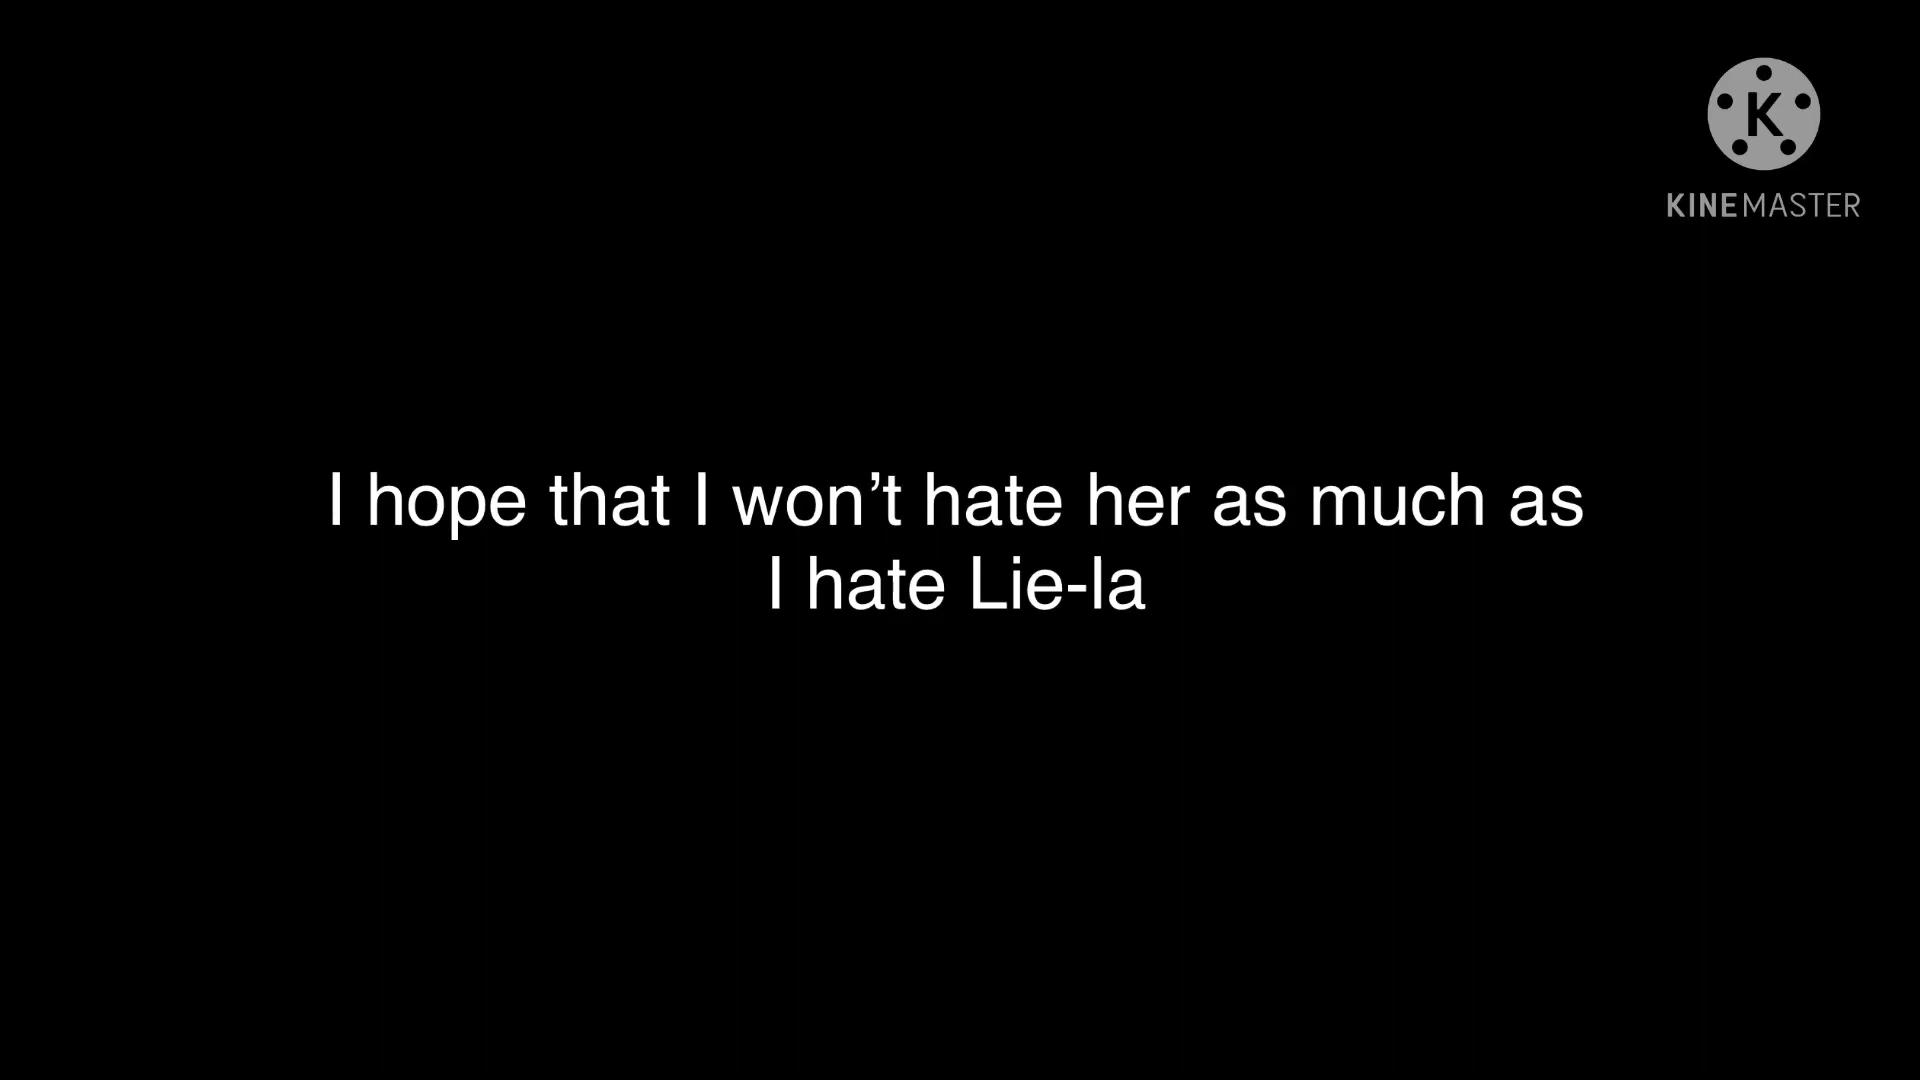 K
KINEMASTER
I hope that I won’t hate her as much as
I hate Lie-la